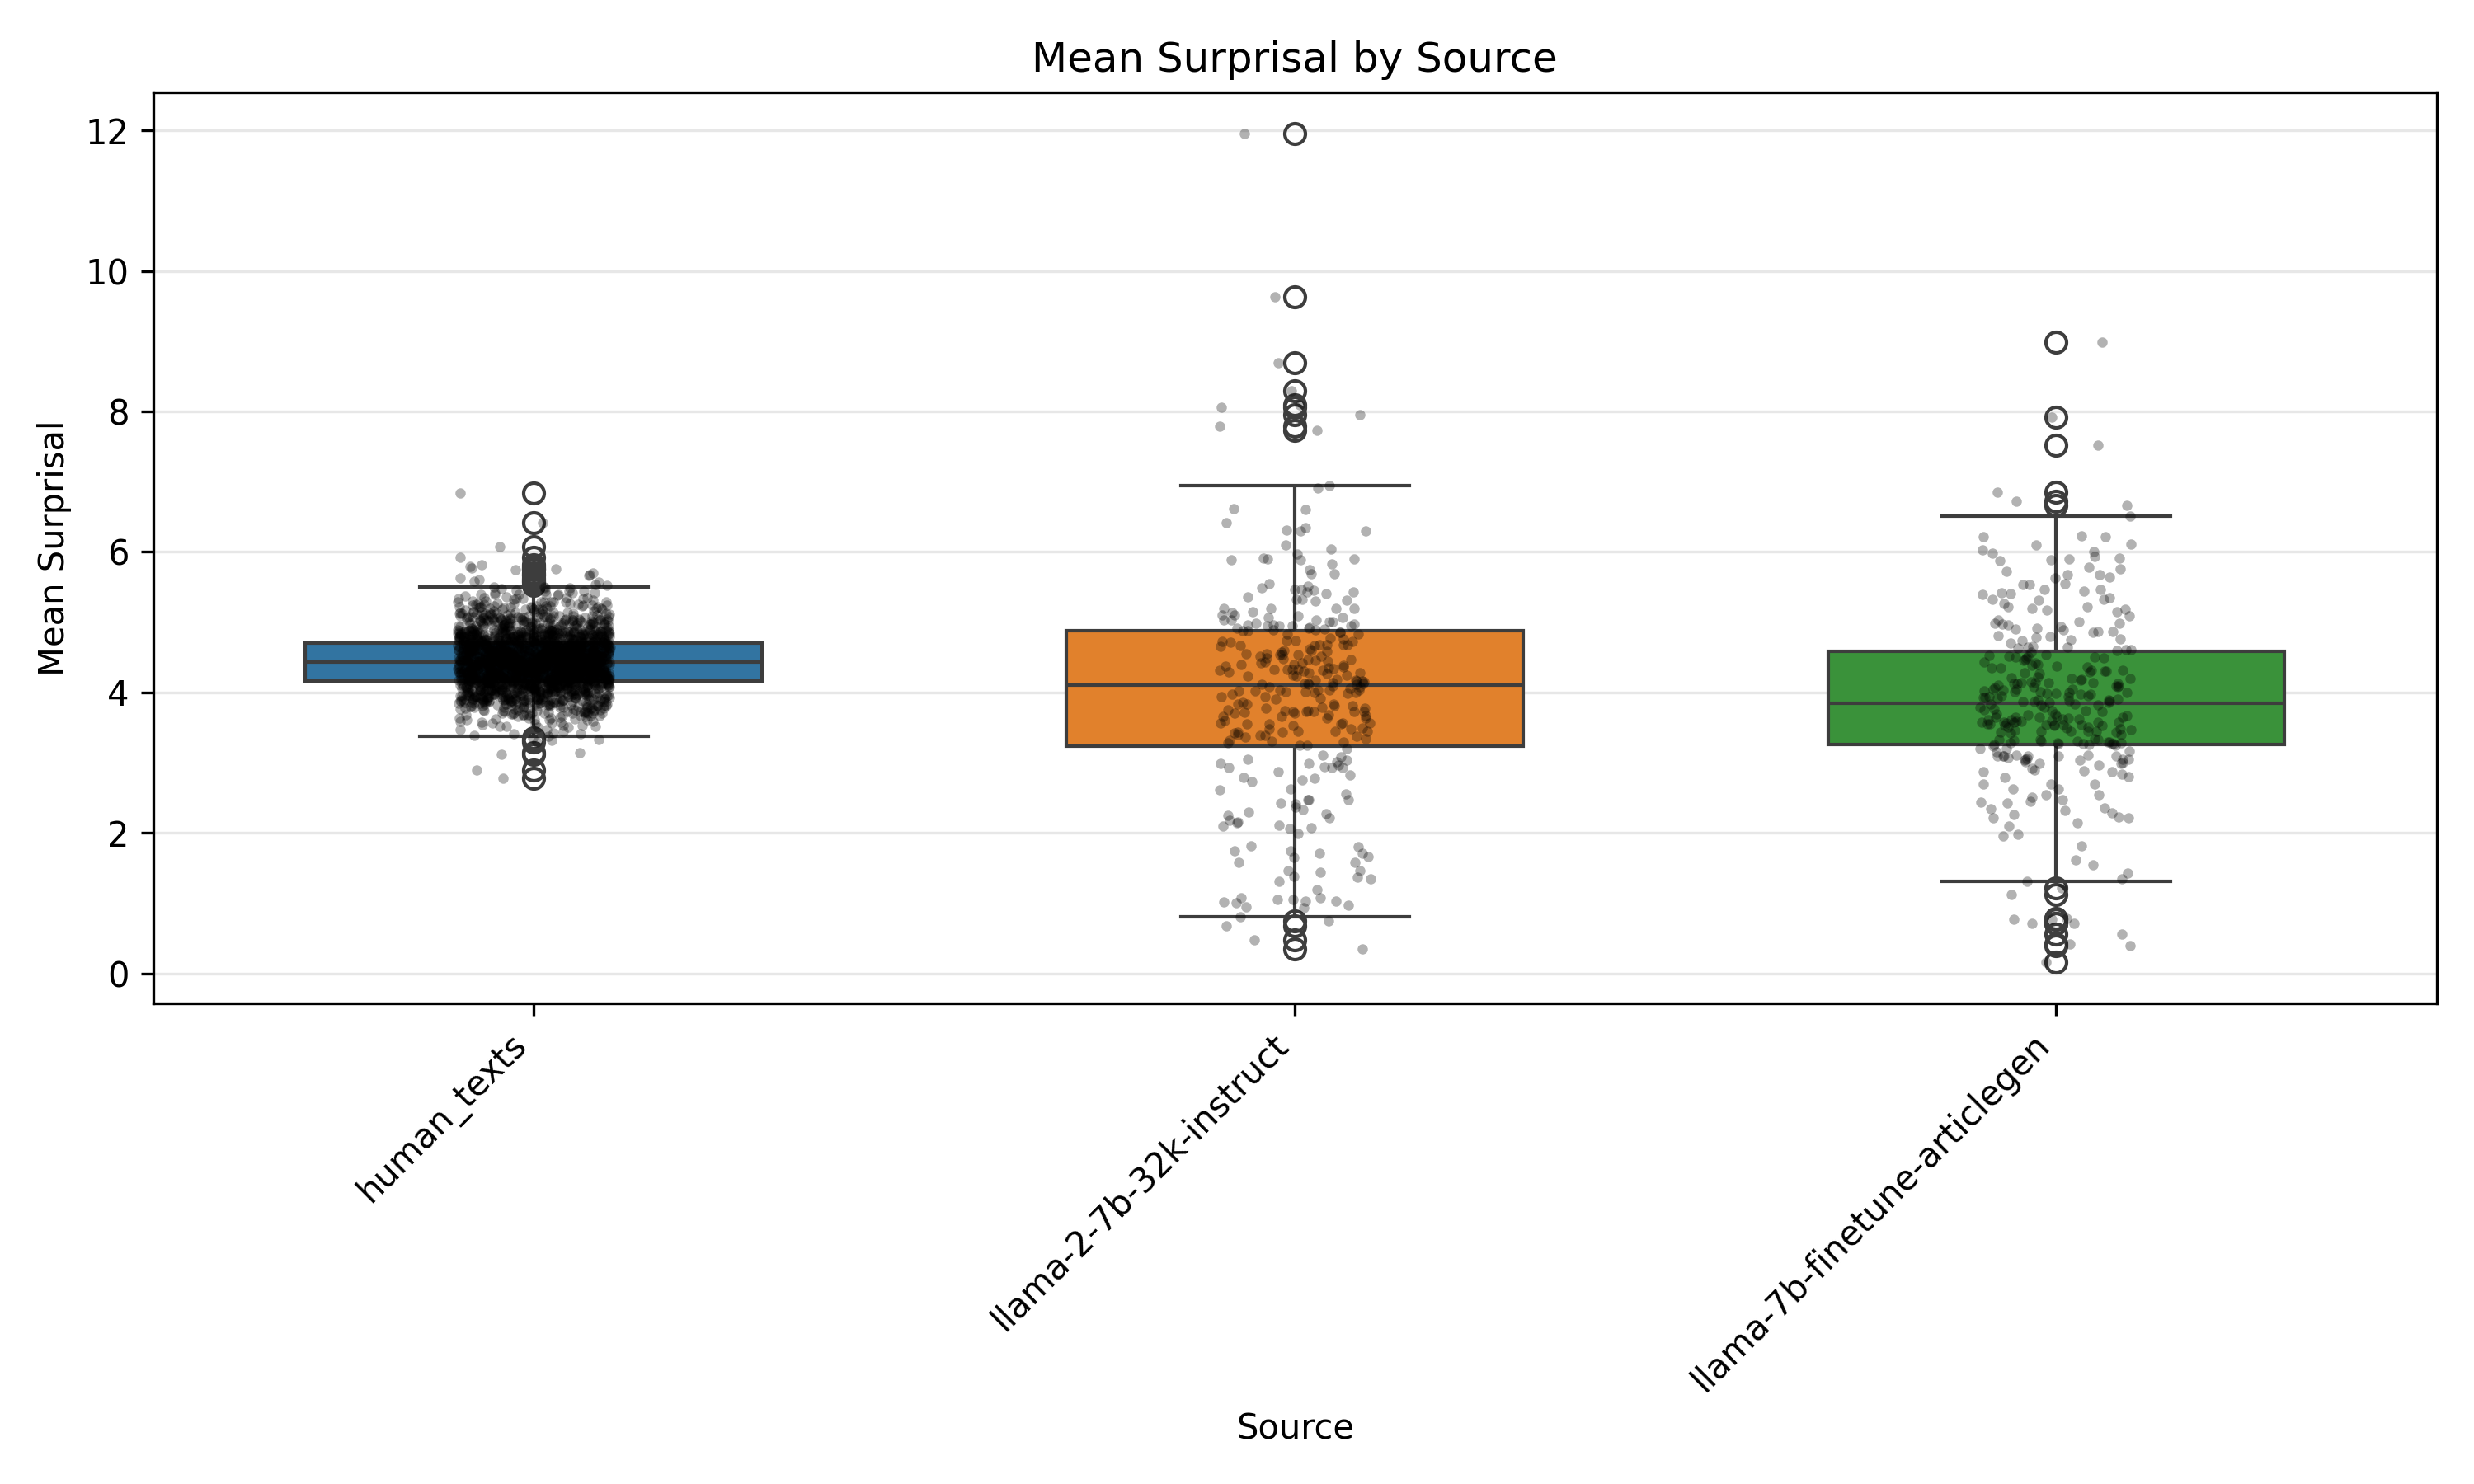 Mean Surprisal by Source
Mean Surprisal
12
10
8
6
4
2
0
human_texts
llama-2-7b-32k-instruct
llama-7b-finetune-articlegen
Source